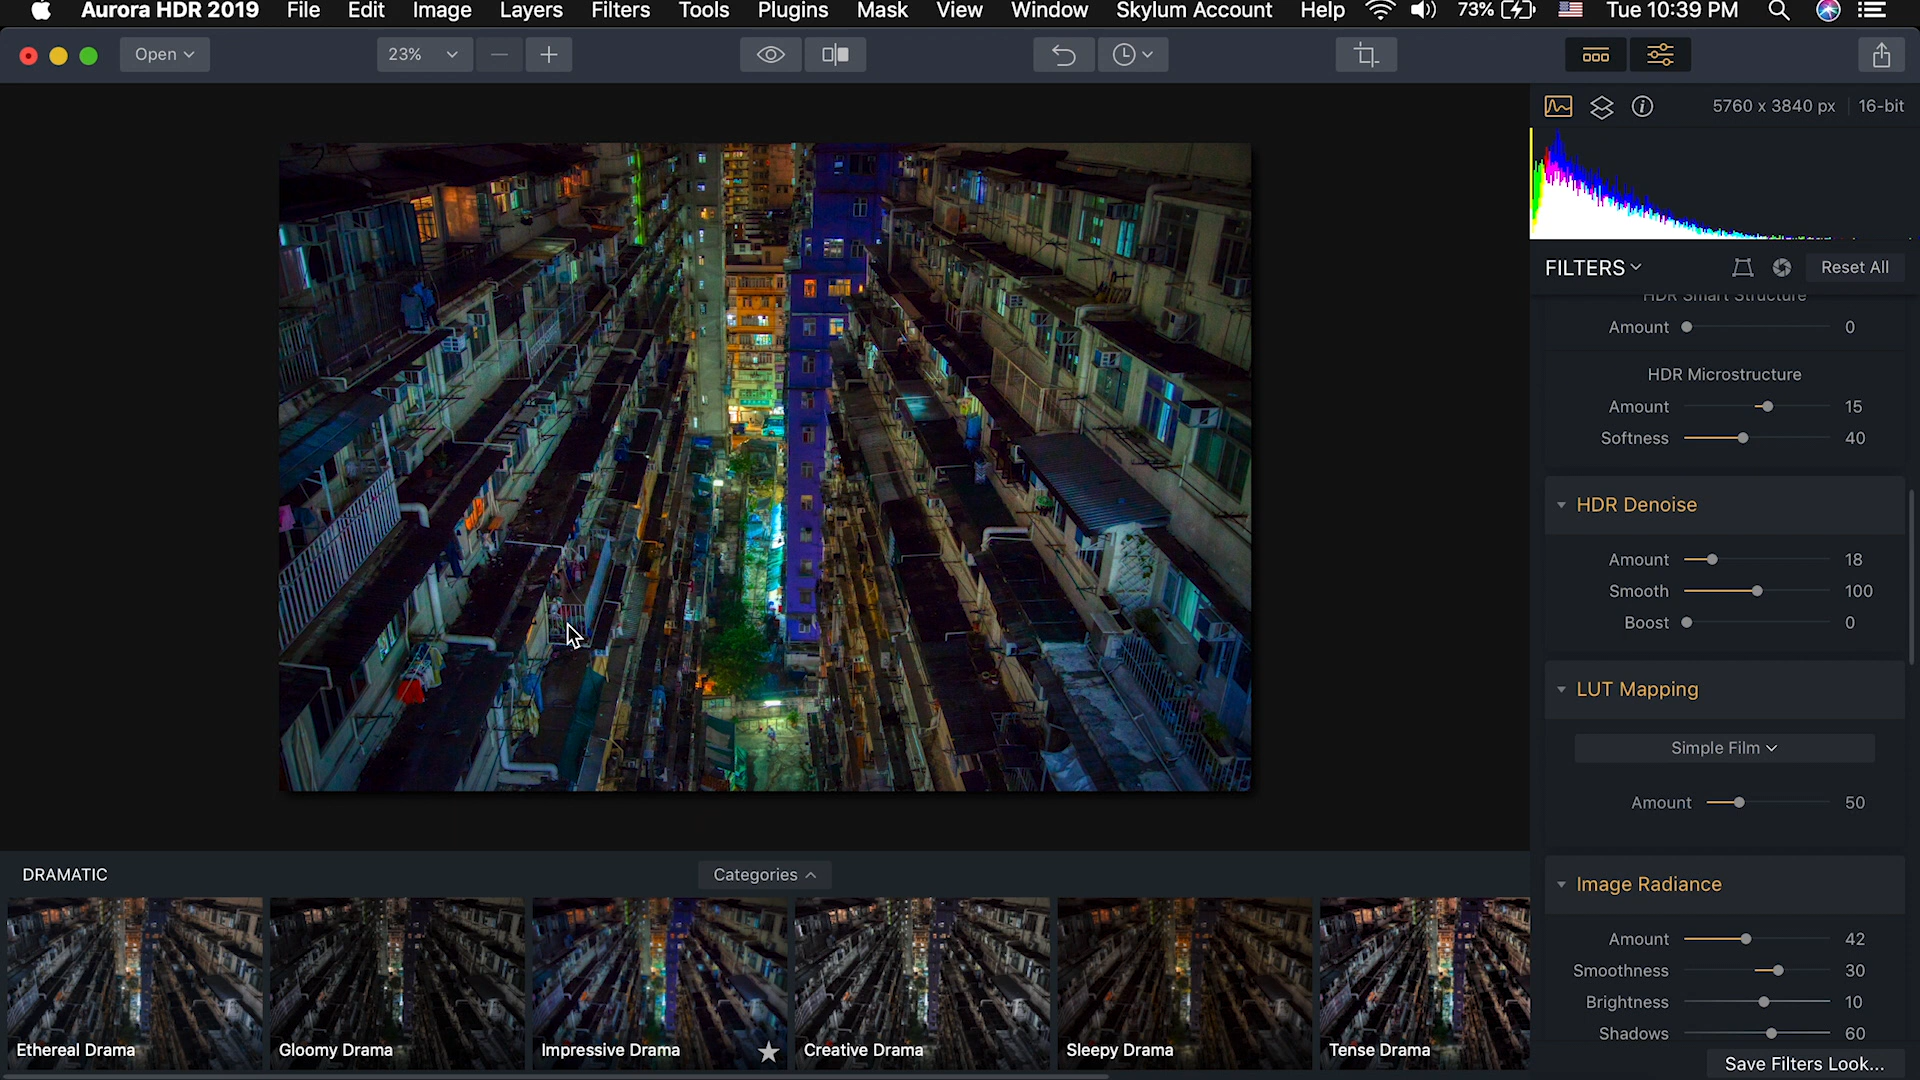 Aurora HDR 2019 File Edit Image Layers Filters Tools Plugins Mask View Window Skylum Account Help 73% Tue 10:39 PM
Open 23%
5760 x 3840 px 16-bit
FILTERS Reset All
HDR Smart Structure
Amount 0
HDR Microstructure
Amount 15
Softness 40
HDR Denoise
Amount 18
Smooth 100
Boost 0
LUT Mapping
Simple Film
Amount 50
Image Radiance
Amount 42
Smoothness 30
Brightness 10
Shadows 60
Save Filters Look...
DRAMATIC Categories
Ethereal Drama Gloomy Drama Impressive Drama Creative Drama Sleepy Drama Tense Drama